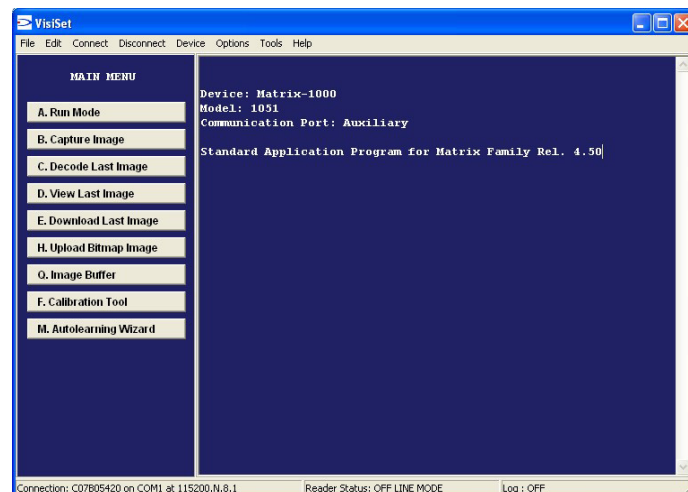 VisiSet
File Edit Connect Disconnect Device Options Tools Help
MAIN MENU
A. Run Mode
B. Capture Image
C. Decode Last Image
D. View Last Image
E. Download Last Image
H. Upload Bitmap Image
Q. Image Buffer
F. Calibration Tool
M. Autolearning Wizard
Device: Matrix-1000
Model: 1051
Communication Port: Auxiliary
Standard Application Program for Matrix Family Rel. 4.50
Connection: C07B05420 on COM1 at 115200,N,8,1 Reader Status: OFF LINE MODE Log : OFF